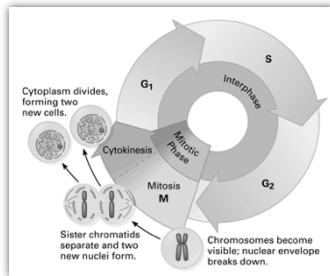 S
G1
Interphase
Cytoplasm divides,
forming two
new cells.
Cytokinesis
Mitotic
Phase
G2
Mitosis
M
Sister chromatids
separate and two
new nuclei form.
Chromosomes become
visible; nuclear envelope
breaks down.